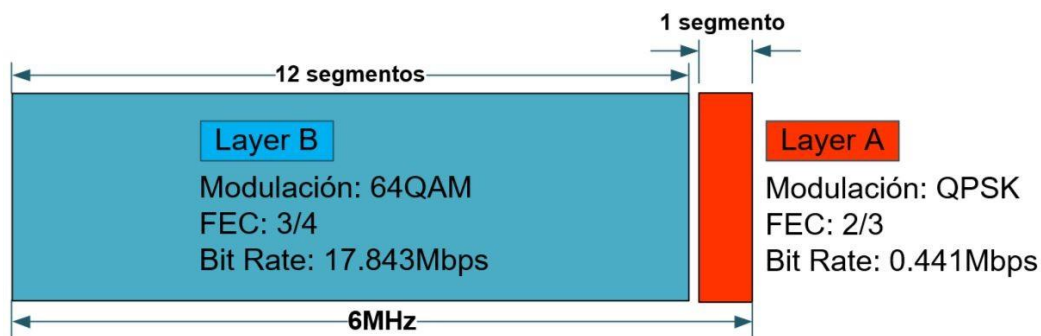 1 segmento
12 segmentos
Layer B
Modulación: 64QAM
FEC: 3/4
Bit Rate: 17.843Mbps
Layer A
Modulación: QPSK
FEC: 2/3
Bit Rate: 0.441Mbps
6MHz